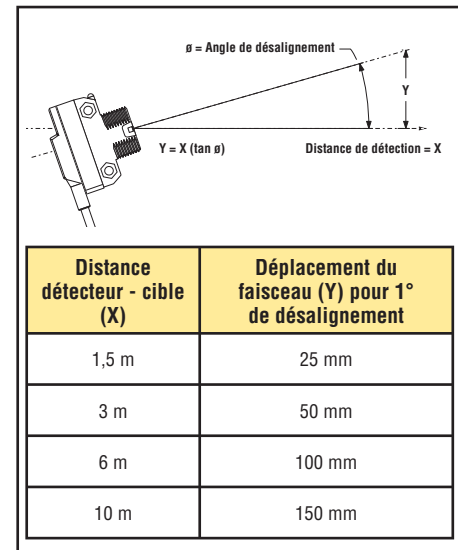 ø = Angle de désalignement
Y
Y = X (tan ø)
Distance de détection = X
Distance
détecteur - cible
(X)
Déplacement du
faisceau (Y) pour 1°
de désalignement
1,5 m
25 mm
3 m
50 mm
6 m
100 mm
10 m
150 mm